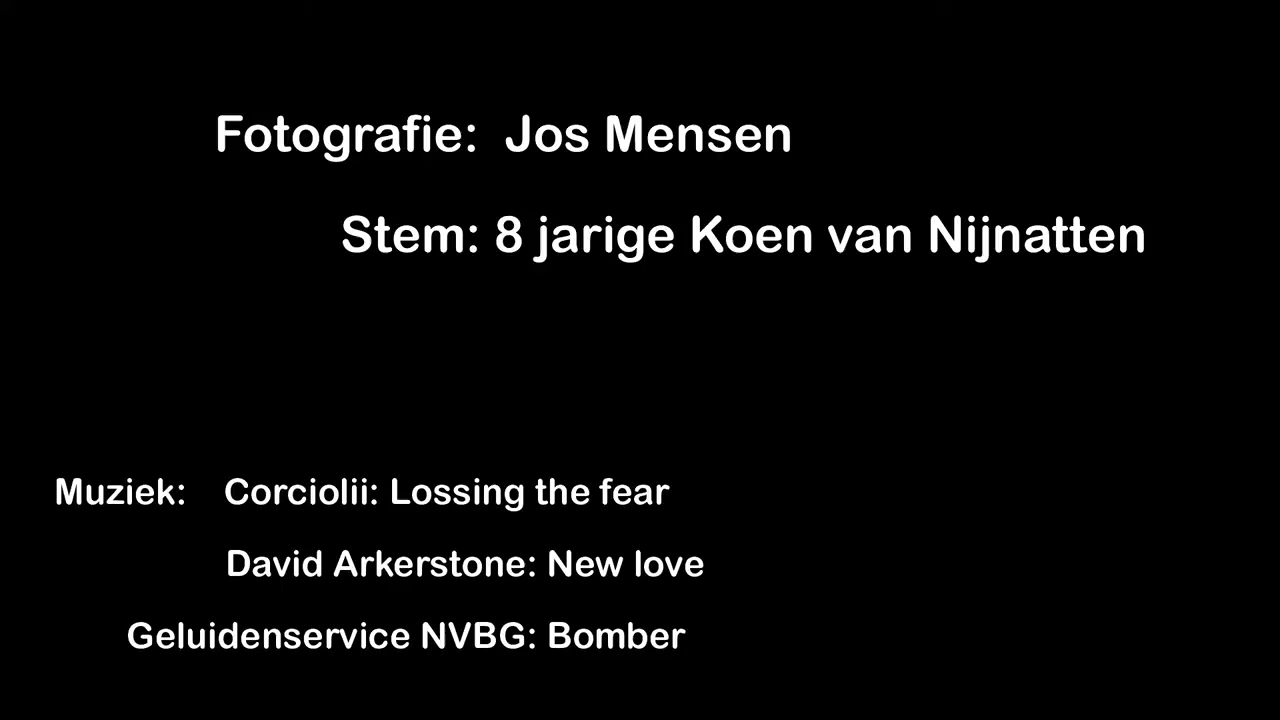 Fotografie: Jos Mensen
Stem: 8 jarige Koen van Nijnatten
Muziek: Corciolii: Lossing the fear
David Arkerstone: New love
Geluidenservice NVBG: Bomber